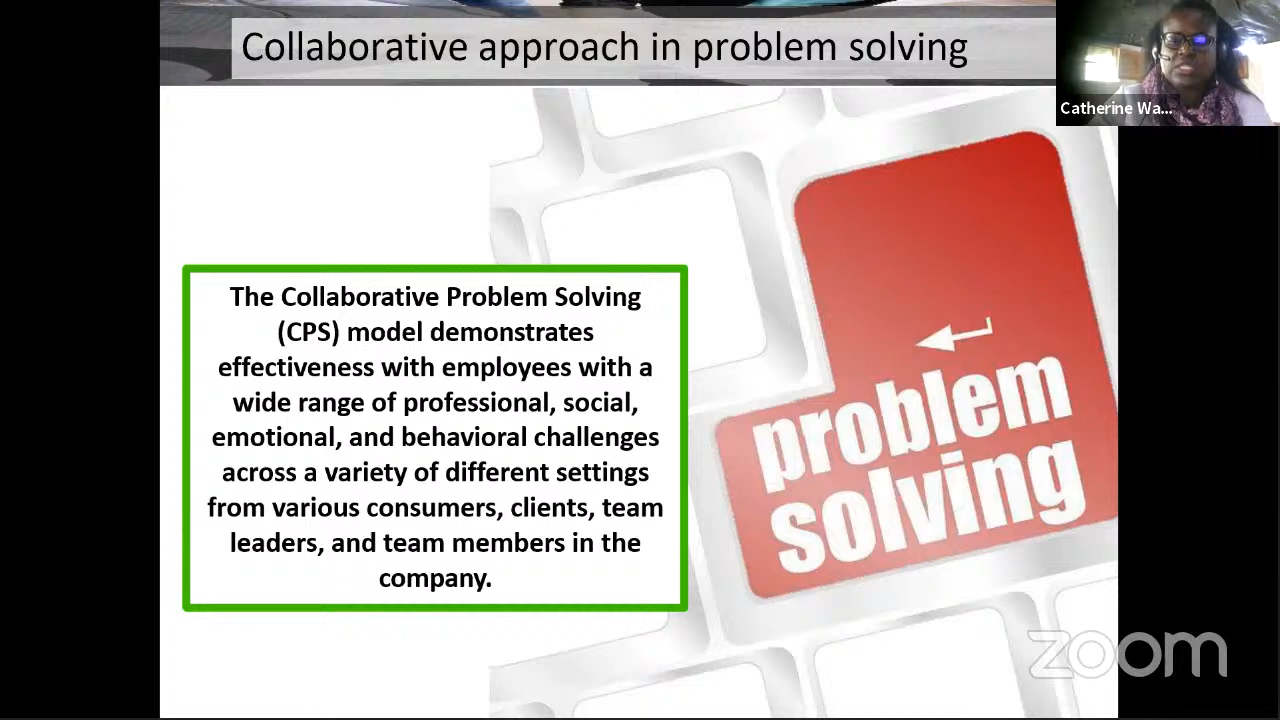 Collaborative approach in problem solving
Catherine Wa...
The Collaborative Problem Solving
(CPS) model demonstrates
effectiveness with employees with a
wide range of professional, social,
emotional, and behavioral challenges
across a variety of different settings
from various consumers, clients, team
leaders, and team members in the
company.
problem
solving
zoom